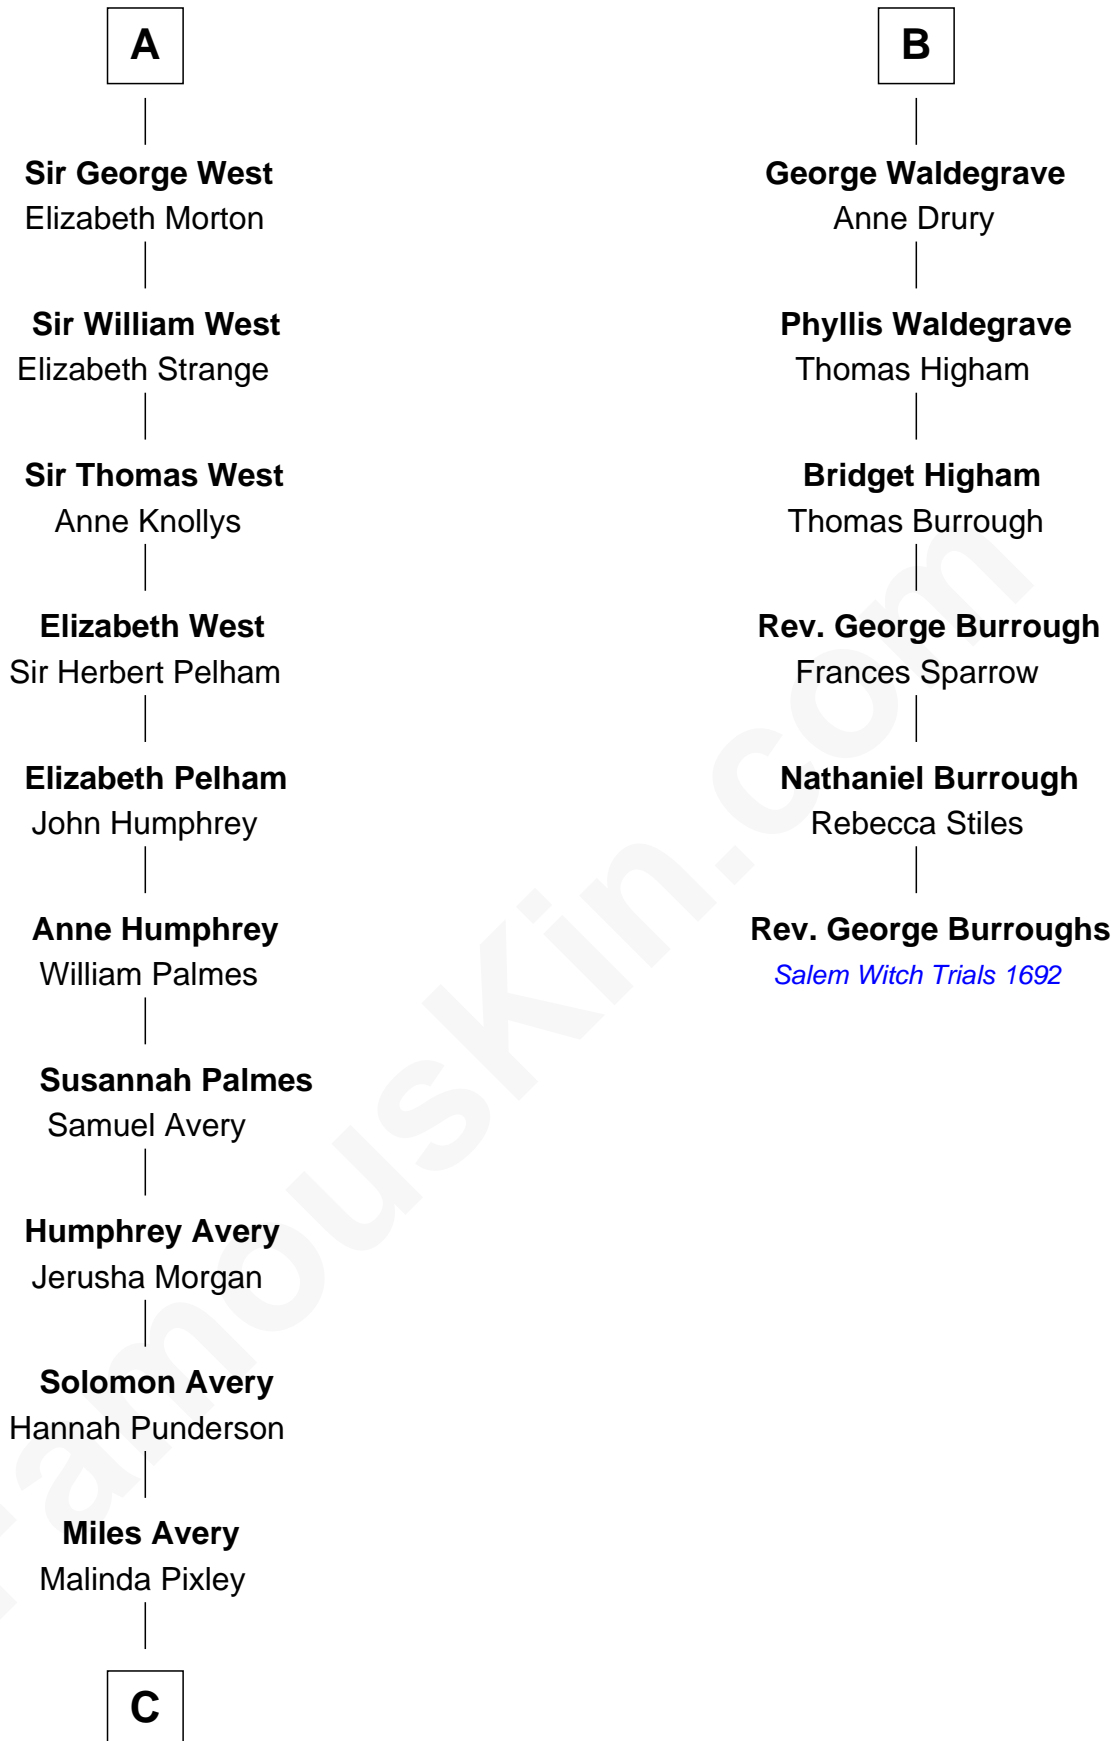 A
Sir George West
Elizabeth Morton
Sir William West
Elizabeth Strange
Sir Thomas West
Anne Knollys
Elizabeth West
Sir Herbert Pelham
Elizabeth Pelham
John Humphrey
Anne Humphrey
William Palmes
Susannah Palmes
Samuel Avery
Humphrey Avery
Jerusha Morgan
Solomon Avery
Hannah Punderson
Miles Avery
Malinda Pixley
C
B
George Waldegrave
Anne Drury
Phyllis Waldegrave
Thomas Higham
Bridget Higham
Thomas Burrough
Rev. George Burrough
Frances Sparrow
Nathaniel Burrough
Rebecca Stiles
Rev. George Burroughs
Salem Witch Trials 1692
FamousKin.com